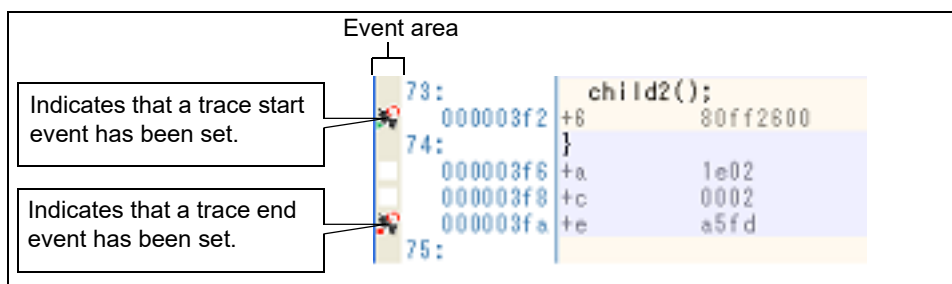 Event area
Indicates that a trace start
event has been set.
Indicates that a trace end
event has been set.
73: child2();
000003f2 +6 80ff2600
74: }
000003f6 +a 1e02
000003f8 +c 0002
000003fa +e a5fd
75: